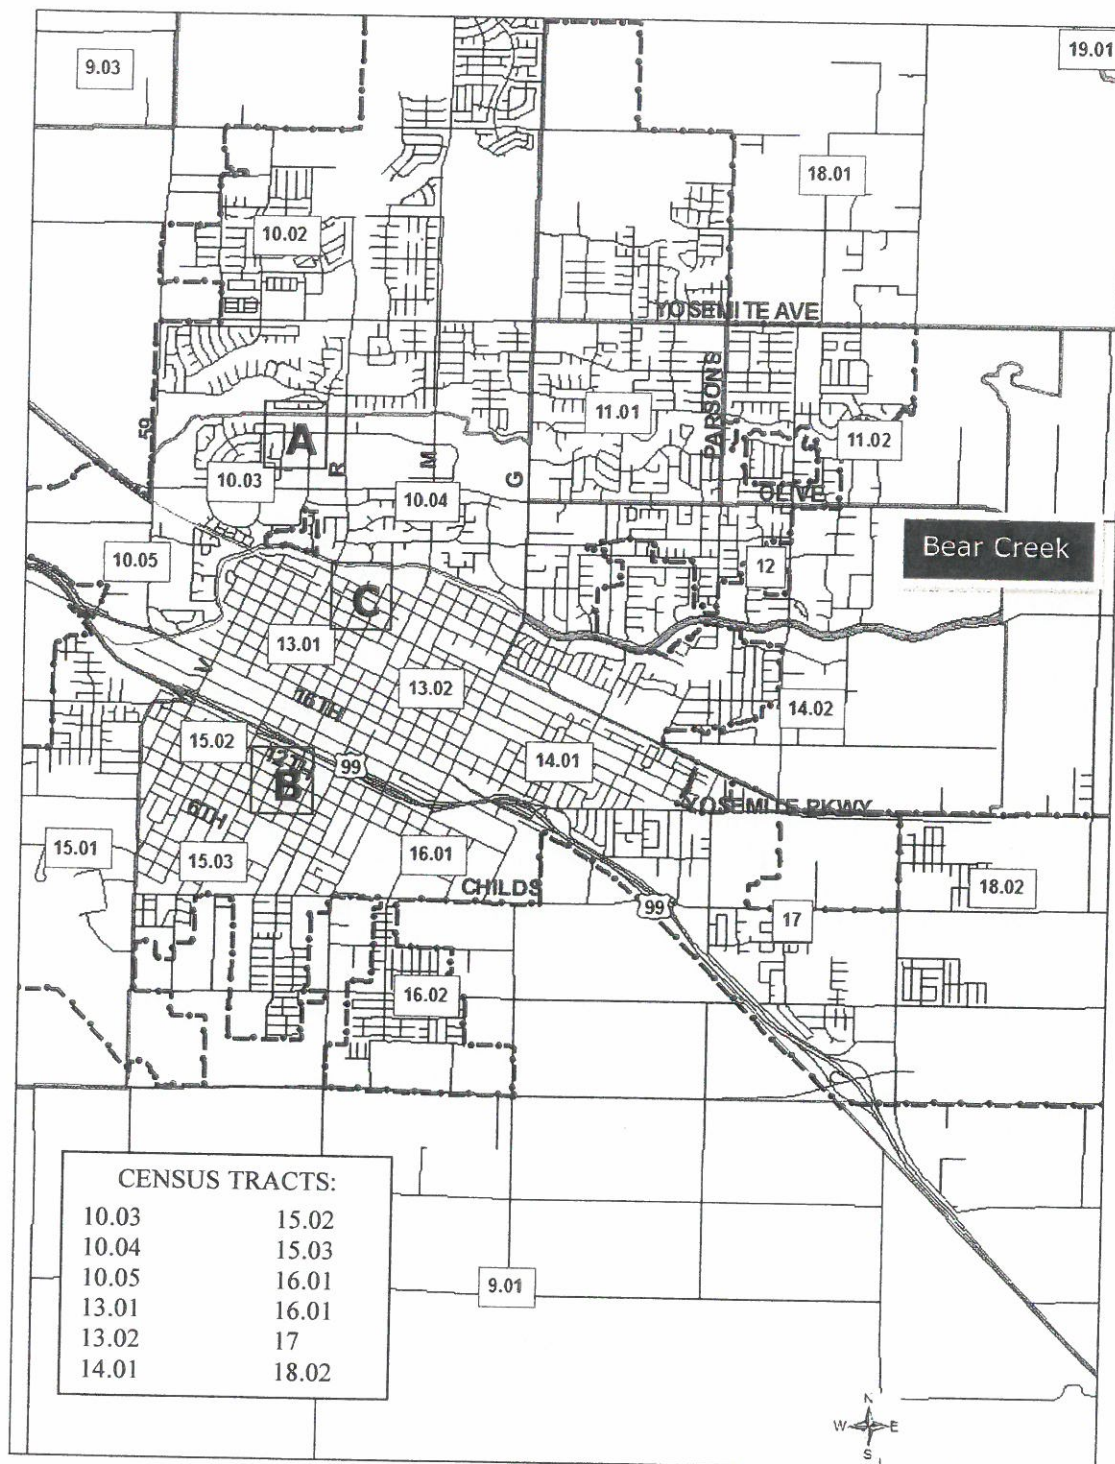 9.03
19.01
18.01
10.02
YOSEMITE AVE
59
11.01
PARSONS
11.02
A
R
M
G
10.03
10.04
OLIVE
Bear Creek
10.05
12
C
13.01
V
13.02
16TH
14.02
15.02
12TH
99
14.01
B
6TH
YOSEMITE PKWY
15.01
15.03
16.01
CHILDS
99
18.02
17
16.02
CENSUS TRACTS:
10.03 15.02
10.04 15.03
10.05 16.01
13.01 16.01
13.02 17
14.01 18.02
9.01
N
W E
S